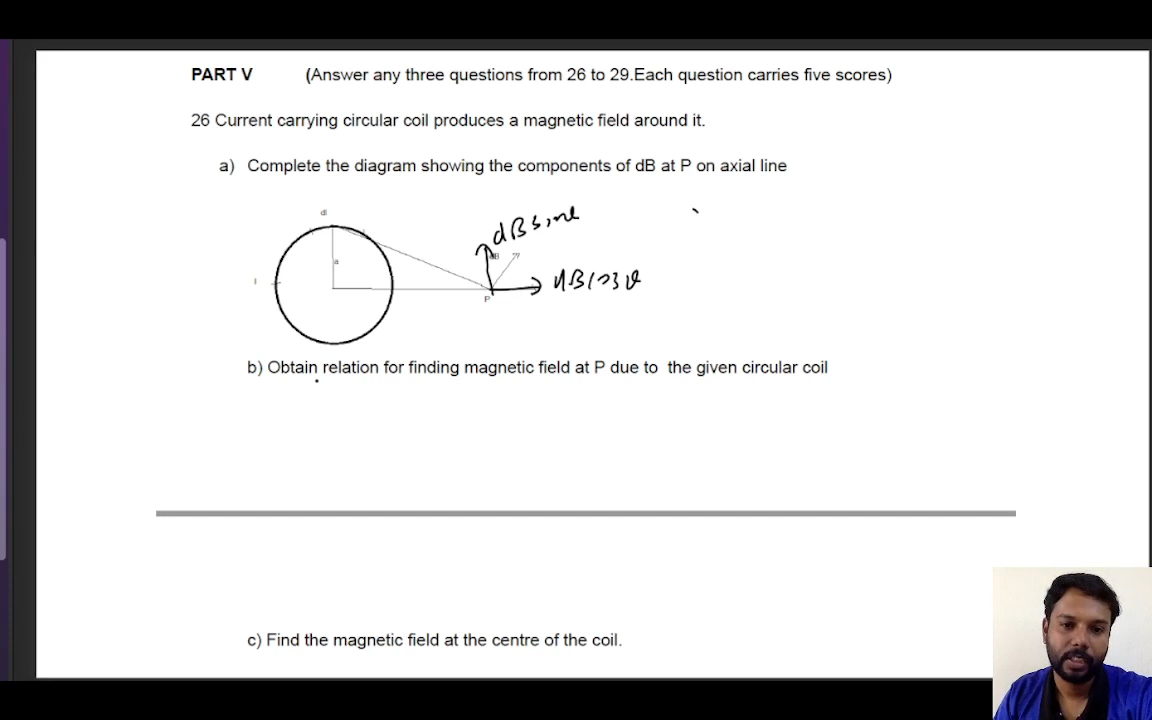 PART V (Answer any three questions from 26 to 29.Each question carries five scores)
26 Current carrying circular coil produces a magnetic field around it.
a) Complete the diagram showing the components of dB at P on axial line
dl
dB sinθ
a
dB
I
dB cosθ
P
b) Obtain relation for finding magnetic field at P due to the given circular coil
c) Find the magnetic field at the centre of the coil.